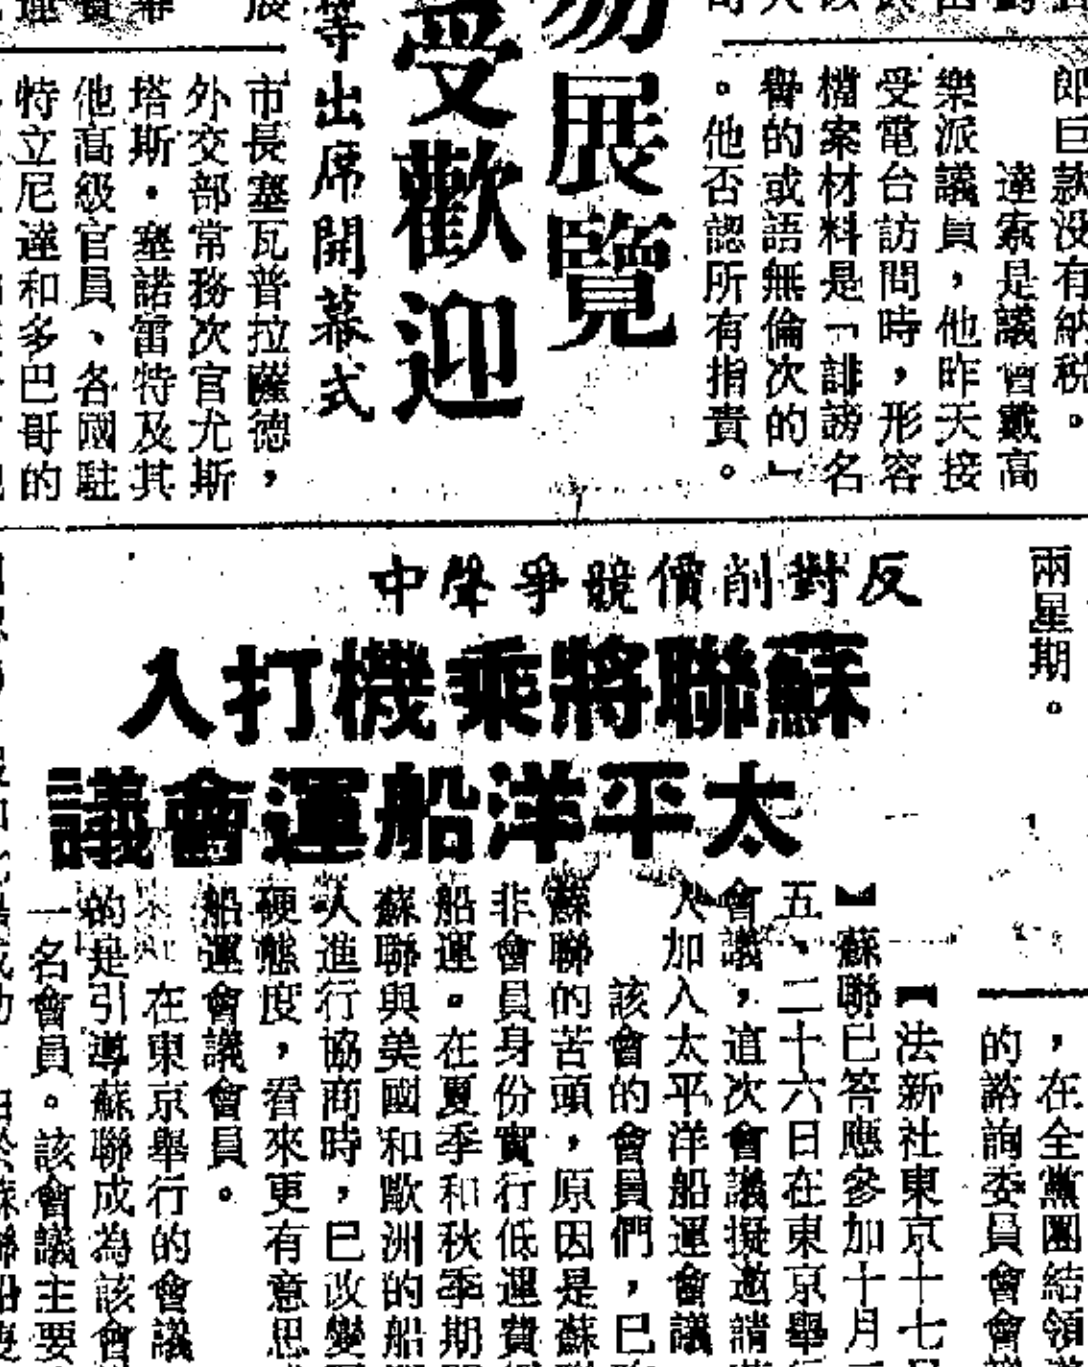 郎巨款没有納稅。
達索是議會戴高
樂派議員，他昨天接
受電台訪問時，形容
檔案材料是「誹謗名
譽的或語無倫次的」
。他否認所有指責。
展覽
受歡迎
等出席開幕式
市長塞瓦普拉薩德，
外交部常務次官尤斯
塔斯·塞諾雷特及其
他高級官員、各國駐
特立尼達和多巴哥的
兩星期。
，在全黨團結領
的諮詢委員會會
反對削價競爭聲中
蘇聯將乘機打入
太平洋船運會議
【法新社東京十七
】蘇聯已答應參加十月
五、二十六日在東京舉
會議，這次會議擬邀請
入加入太平洋船運會議
該會的會員們，已
蘇聯的苦頭，原因是蘇
非會員身份實行低運費
船運。在夏季和秋季期
蘇聯與美國和歐洲的船
人進行協商時，已改變
硬態度，看來更有意思
船運會議會員。
在東京舉行的會議
的是引導蘇聯成為該會
一名會員。該會議主要